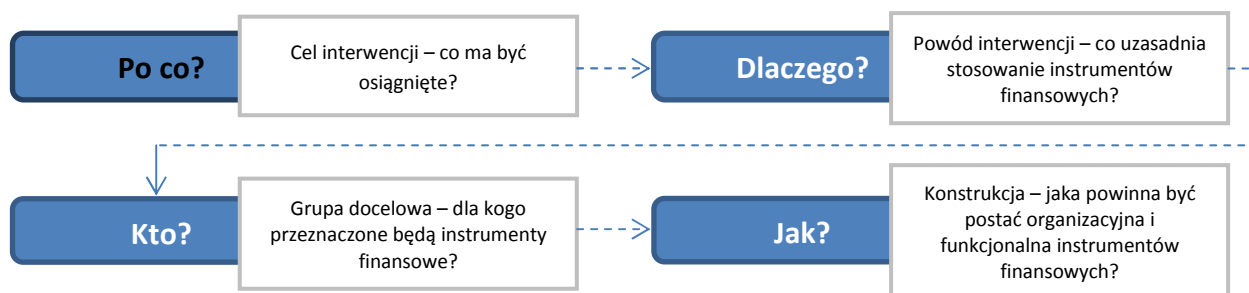 Po co?
Cel interwencji – co ma być
osiągnięte?
Dlaczego?
Powód interwencji – co uzasadnia
stosowanie instrumentów
finansowych?
Kto?
Grupa docelowa – dla kogo
przeznaczone będą instrumenty
finansowe?
Jak?
Konstrukcja – jaka powinna być
postać organizacyjna i
funkcjonalna instrumentów
finansowych?